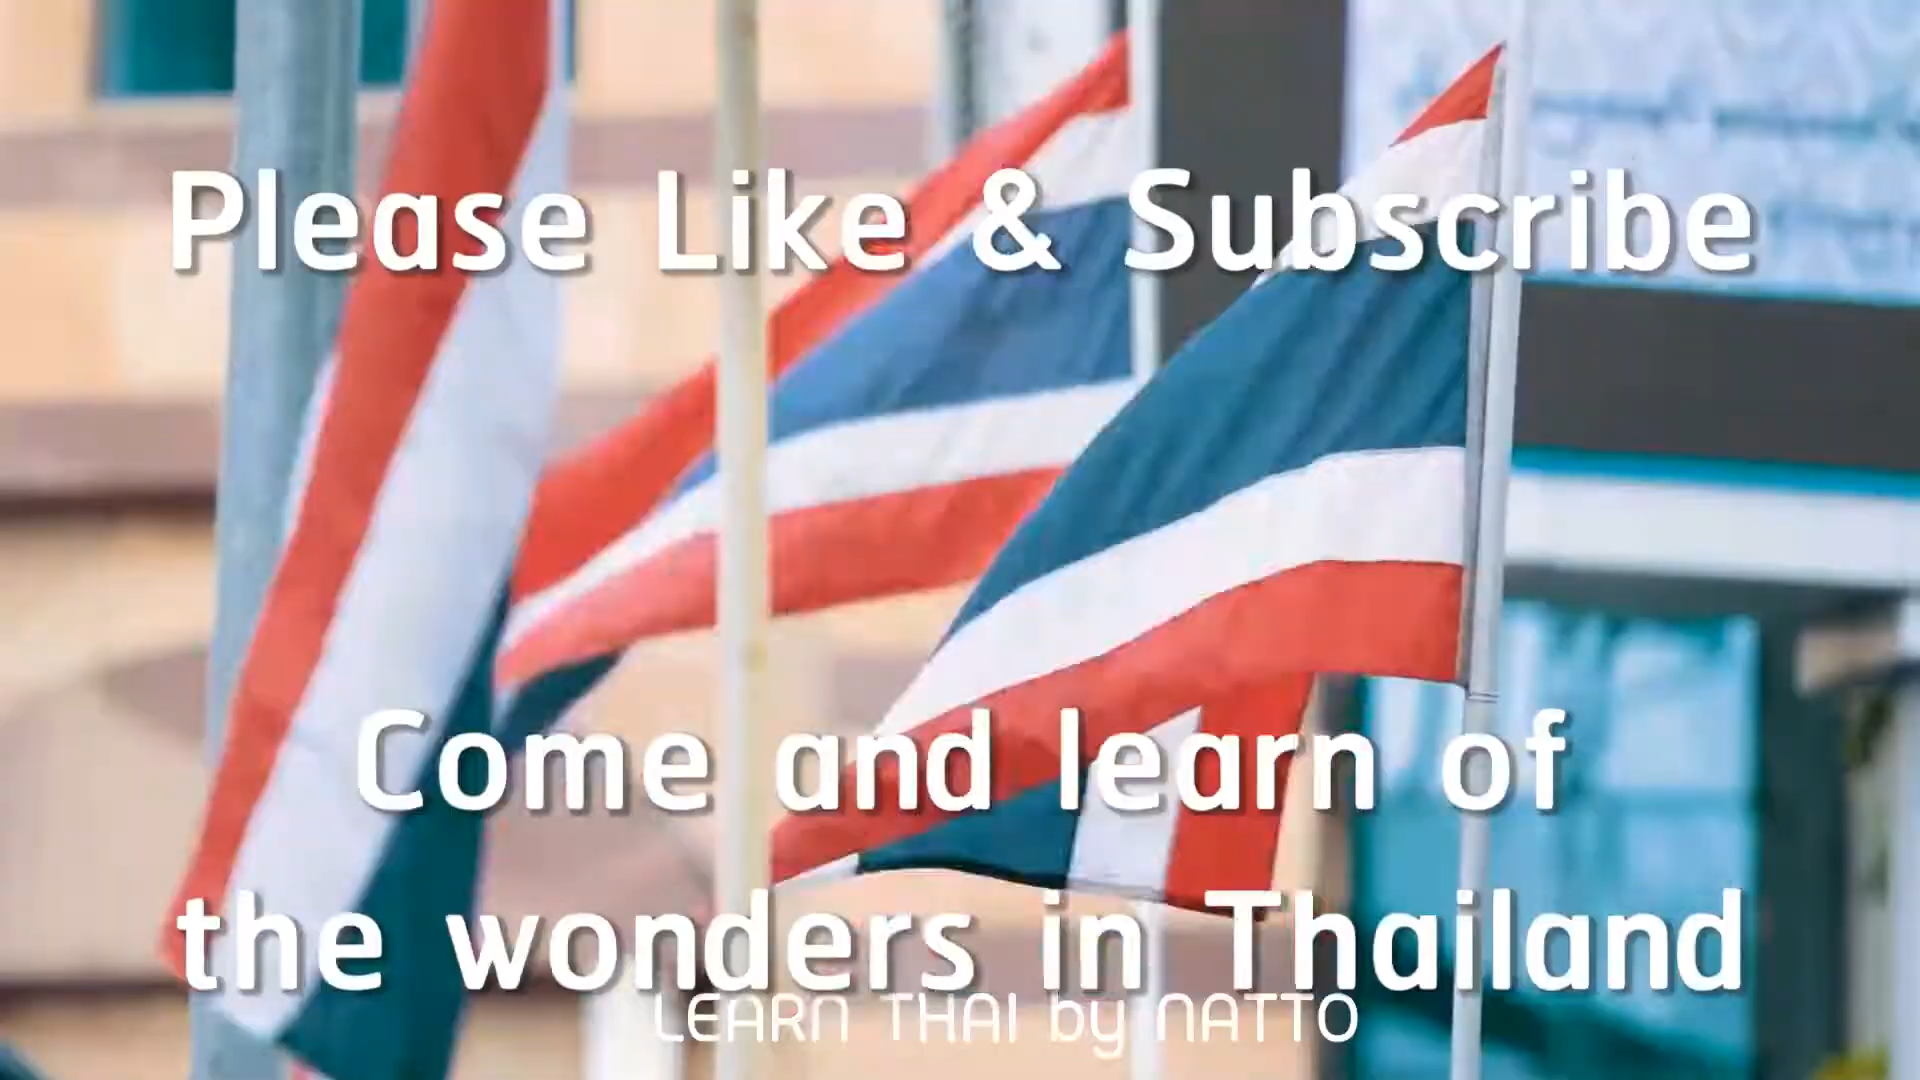 Please Like & Subscribe
Come and learn of
the wonders in Thailand
LEARN THAI by NATTO